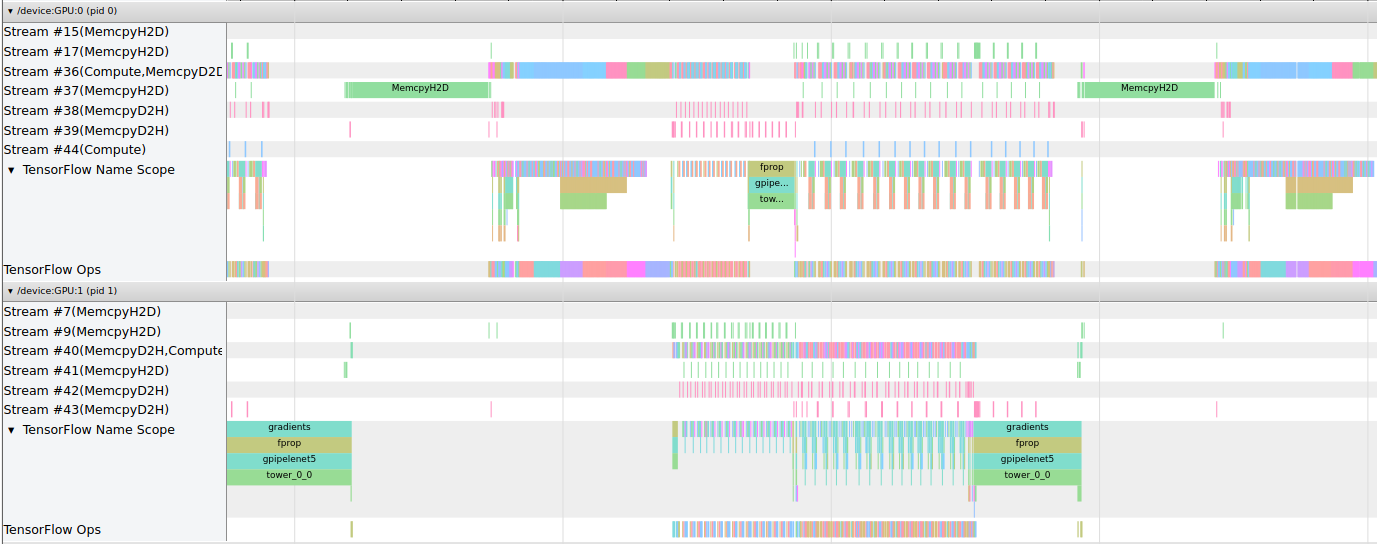 ▾ /device:GPU:0 (pid 0)
Stream #15(MemcpyH2D)
Stream #17(MemcpyH2D)
Stream #36(Compute,MemcpyD2D
Stream #37(MemcpyH2D)
MemcpyH2D
MemcpyH2D
Stream #38(MemcpyD2H)
Stream #39(MemcpyD2H)
Stream #44(Compute)
▾ TensorFlow Name Scope
fprop
gpipe...
tow...
TensorFlow Ops
▾ /device:GPU:1 (pid 1)
Stream #7(MemcpyH2D)
Stream #9(MemcpyH2D)
Stream #40(MemcpyD2H,Compute
Stream #41(MemcpyH2D)
Stream #42(MemcpyD2H)
Stream #43(MemcpyD2H)
▾ TensorFlow Name Scope
gradients
gradients
fprop
fprop
gpipelenet5
gpipelenet5
tower_0_0
tower_0_0
TensorFlow Ops